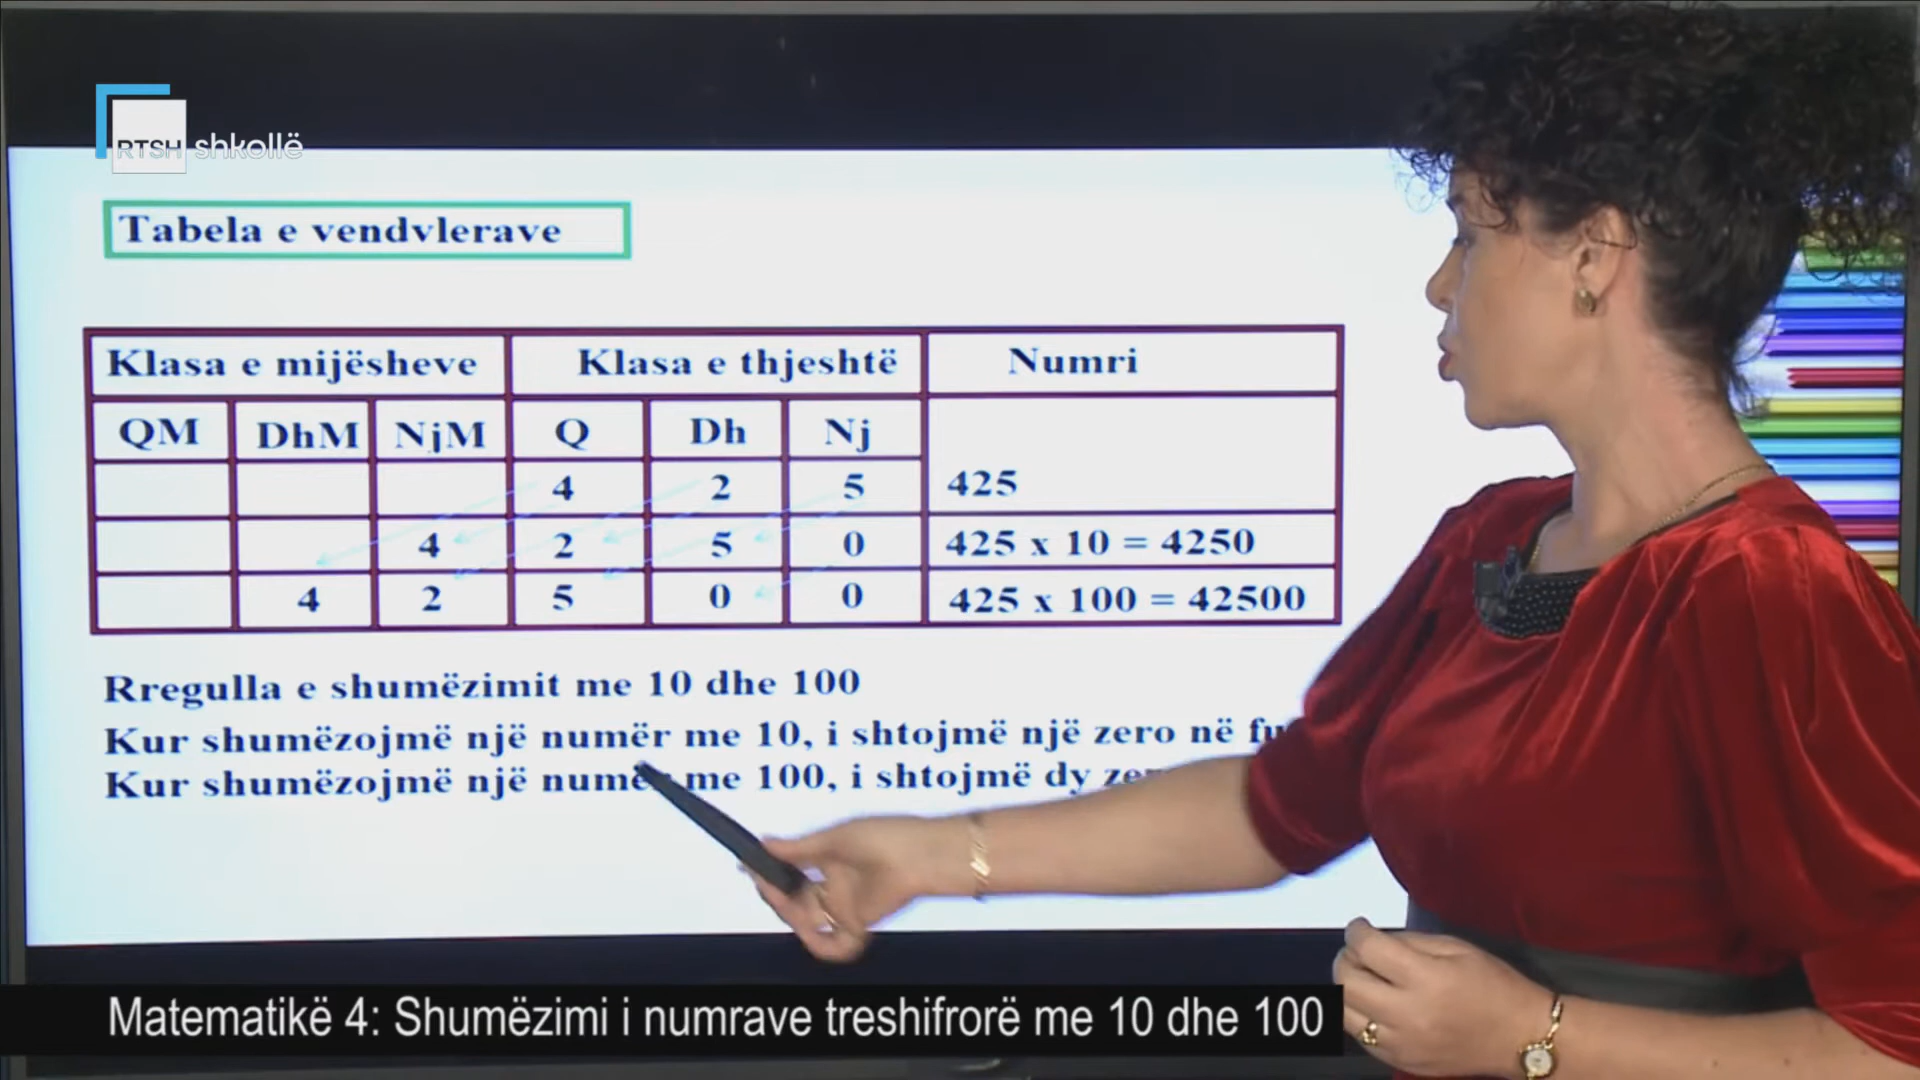 RTSH shkollë
Tabela e vendvlerave
Klasa e mijësheve Klasa e thjeshtë Numri
QM DhM NjM Q Dh Nj
4 2 5 425
4 2 5 0 425 x 10 = 4250
4 2 5 0 0 425 x 100 = 42500
Rregulla e shumëzimit me 10 dhe 100
Kur shumëzojmë një numër me 10, i shtojmë një zero në
Kur shumëzojmë një numër me 100, i shtojmë dy
Matematikë 4: Shumëzimi i numrave treshifrorë me 10 dhe 100